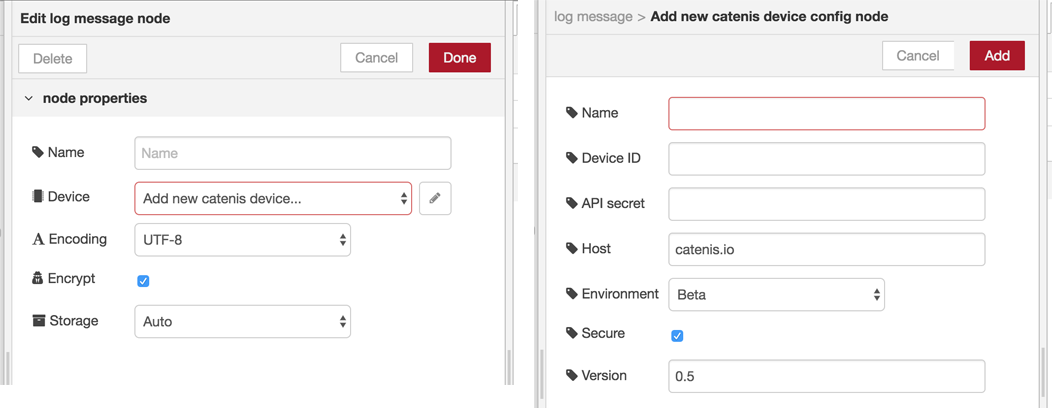 Edit log message node
Delete
Cancel
Done
node properties
Name
Name
Device
Add new catenis device...
Encoding
UTF-8
Encrypt
Storage
Auto
log message > Add new catenis device config node
Cancel
Add
Name
Device ID
API secret
Host
catenis.io
Environment
Beta
Secure
Version
0.5